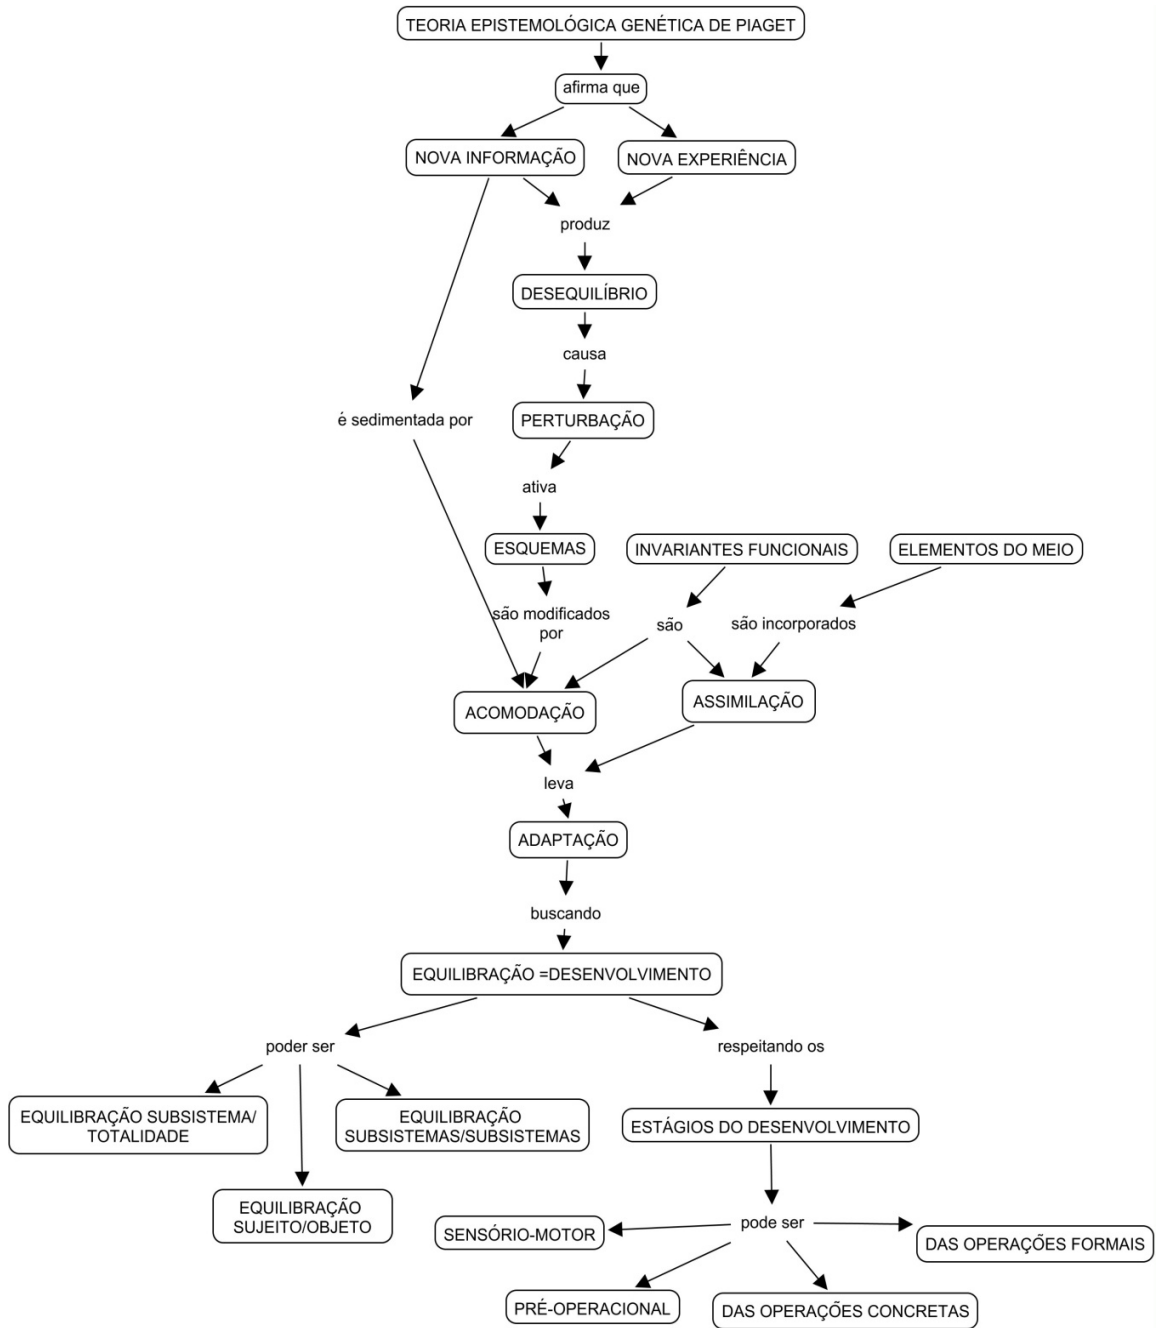 TEORIA EPISTEMOLÓGICA GENÉTICA DE PIAGET
afirma que
NOVA INFORMAÇÃO
NOVA EXPERIÊNCIA
produz
DESEQUILÍBRIO
causa
é sedimentada por
PERTURBAÇÃO
ativa
ESQUEMAS
INVARIANTES FUNCIONAIS
ELEMENTOS DO MEIO
são modificados
por
são
são incorporados
ACOMODAÇÃO
ASSIMILAÇÃO
leva
ADAPTAÇÃO
buscando
EQUILIBRAÇÃO =DESENVOLVIMENTO
poder ser
respeitando os
EQUILIBRAÇÃO SUBSISTEMA/
TOTALIDADE
EQUILIBRAÇÃO
SUBSISTEMAS/SUBSISTEMAS
ESTÁGIOS DO DESENVOLVIMENTO
EQUILIBRAÇÃO
SUJEITO/OBJETO
SENSÓRIO-MOTOR
pode ser
DAS OPERAÇÕES FORMAIS
PRÉ-OPERACIONAL
DAS OPERAÇÕES CONCRETAS